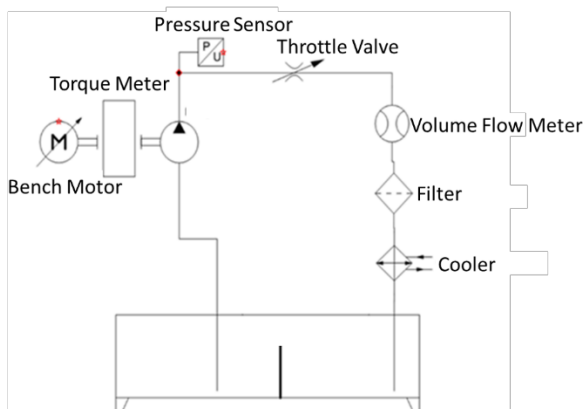 Pressure Sensor
P
U
Throttle Valve
Torque Meter
M
Bench Motor
Volume Flow Meter
Filter
Cooler